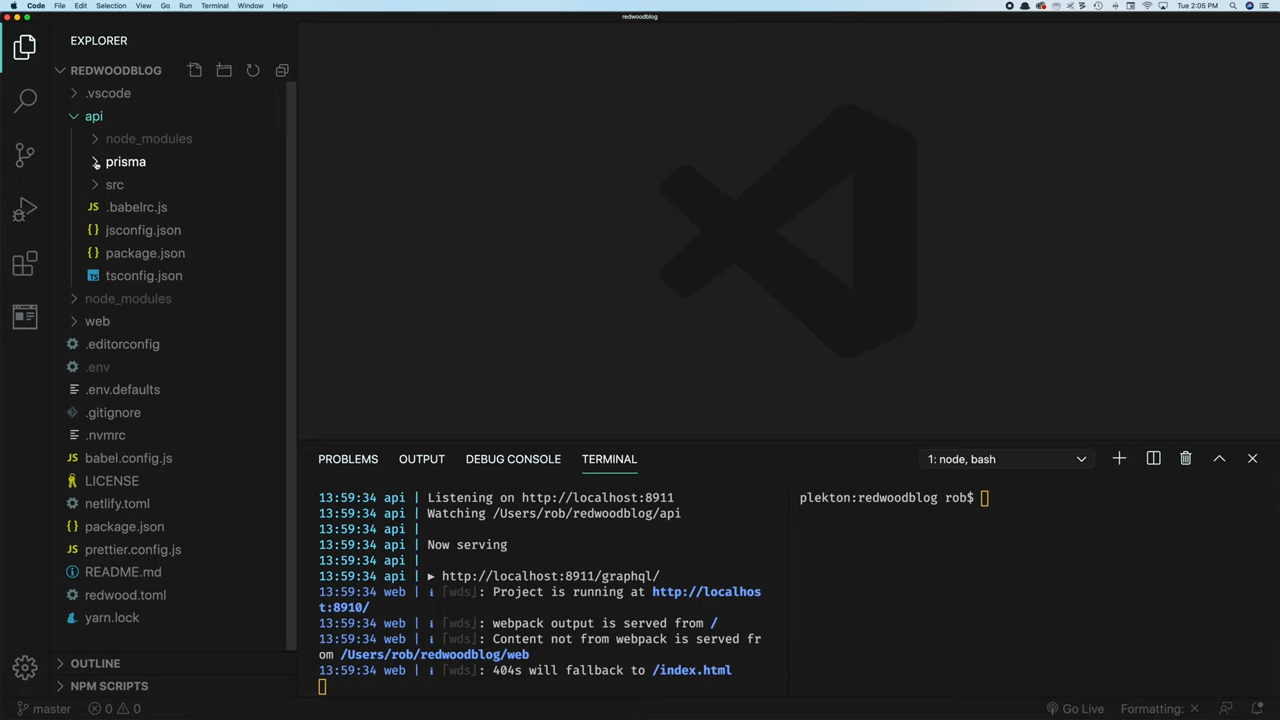 Code File Edit Selection View Go Run Terminal Window Help
Tue 2:05 PM
redwoodblog
EXPLORER
REDWOODBLOG
.vscode
api
node_modules
prisma
src
JS .babelrc.js
{} jsconfig.json
{} package.json
TS tsconfig.json
node_modules
web
.editorconfig
.env
.env.defaults
.gitignore
.nvmrc
JS babel.config.js
LICENSE
netlify.toml
package.json
prettier.config.js
README.md
redwood.toml
yarn.lock
OUTLINE
NPM SCRIPTS
PROBLEMS OUTPUT DEBUG CONSOLE TERMINAL
1: node, bash
13:59:34 api | Listening on http://localhost:8911
13:59:34 api | Watching /Users/rob/redwoodblog/api
13:59:34 api |
13:59:34 api | Now serving
13:59:34 api |
13:59:34 api | ▶ http://localhost:8911/graphql/
13:59:34 web | ℹ ｢wds｣: Project is running at http://localhos
t:8910/
13:59:34 web | ℹ ｢wds｣: webpack output is served from /
13:59:34 web | ℹ ｢wds｣: Content not from webpack is served fr
om /Users/rob/redwoodblog/web
13:59:34 web | ℹ ｢wds｣: 404s will fallback to /index.html
plekton:redwoodblog rob$
master 0 0
Go Live Formatting: ×